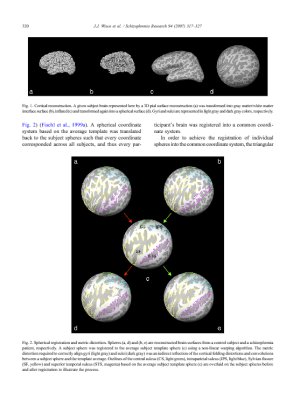 320
J.J. Wisco et al. / Schizophrenia Research 94 (2007) 317–327
a
b
c
d
Fig. 1. Cortical reconstruction. A given subject brain represented here by a 3D pial surface reconstruction (a) was transformed into gray matter/white matter
interface surface (b), inflated (c) and transformed again into a spherical surface (d). Gyri and sulci are represented in light gray and dark gray colors, respectively.
Fig. 2) (Fischl et al., 1999a). A spherical coordinate
system based on the average template was translated
back to the subject spheres such that every coordinate
corresponded across all subjects, and thus every par-
ticipant's brain was registered into a common coordi-
nate system.
In order to achieve the registration of individual
spheres into the common coordinate system, the triangular
a
b
c
d
e
Fig. 2. Spherical registration and metric distortion. Spheres (a, d) and (b, e) are reconstructed brain surfaces from a control subject and a schizophrenia
patient, respectively. A subject sphere was registered to the average subject template sphere (c) using a non-linear warping algorithm. The metric
distortion required to correctly align gyri (light gray) and sulci (dark gray) was an indirect reflection of the cortical folding distortions and convolutions
between a subject sphere and the template average. Outlines of the central sulcus (CS, light green), intraparietal sulcus (IPS, light blue), Sylvian fissure
(SF, yellow) and superior temporal sulcus (STS, magenta) based on the average subject template sphere (c) are overlaid on the subject spheres before
and after registration to illustrate the process.